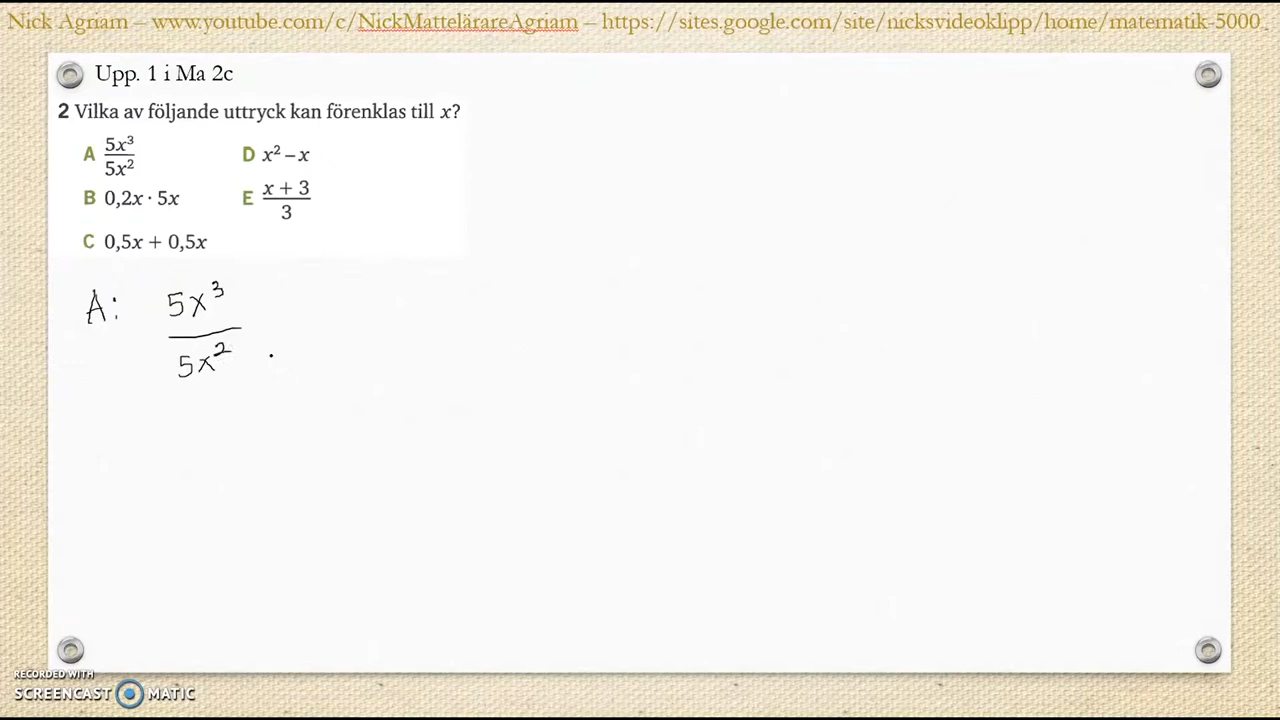 Nick Agriam – www.youtube.com/c/NickMattelärareAgriam – https://sites.google.com/site/nicksvideoklipp/home/matematik-5000
Upp. 1 i Ma 2c
2 Vilka av följande uttryck kan förenklas till x?
A 5x³/5x²
D x² – x
B 0,2x · 5x
E (x + 3)/3
C 0,5x + 0,5x
A: 5x³/5x²
RECORDED WITH
SCREENCAST MATIC